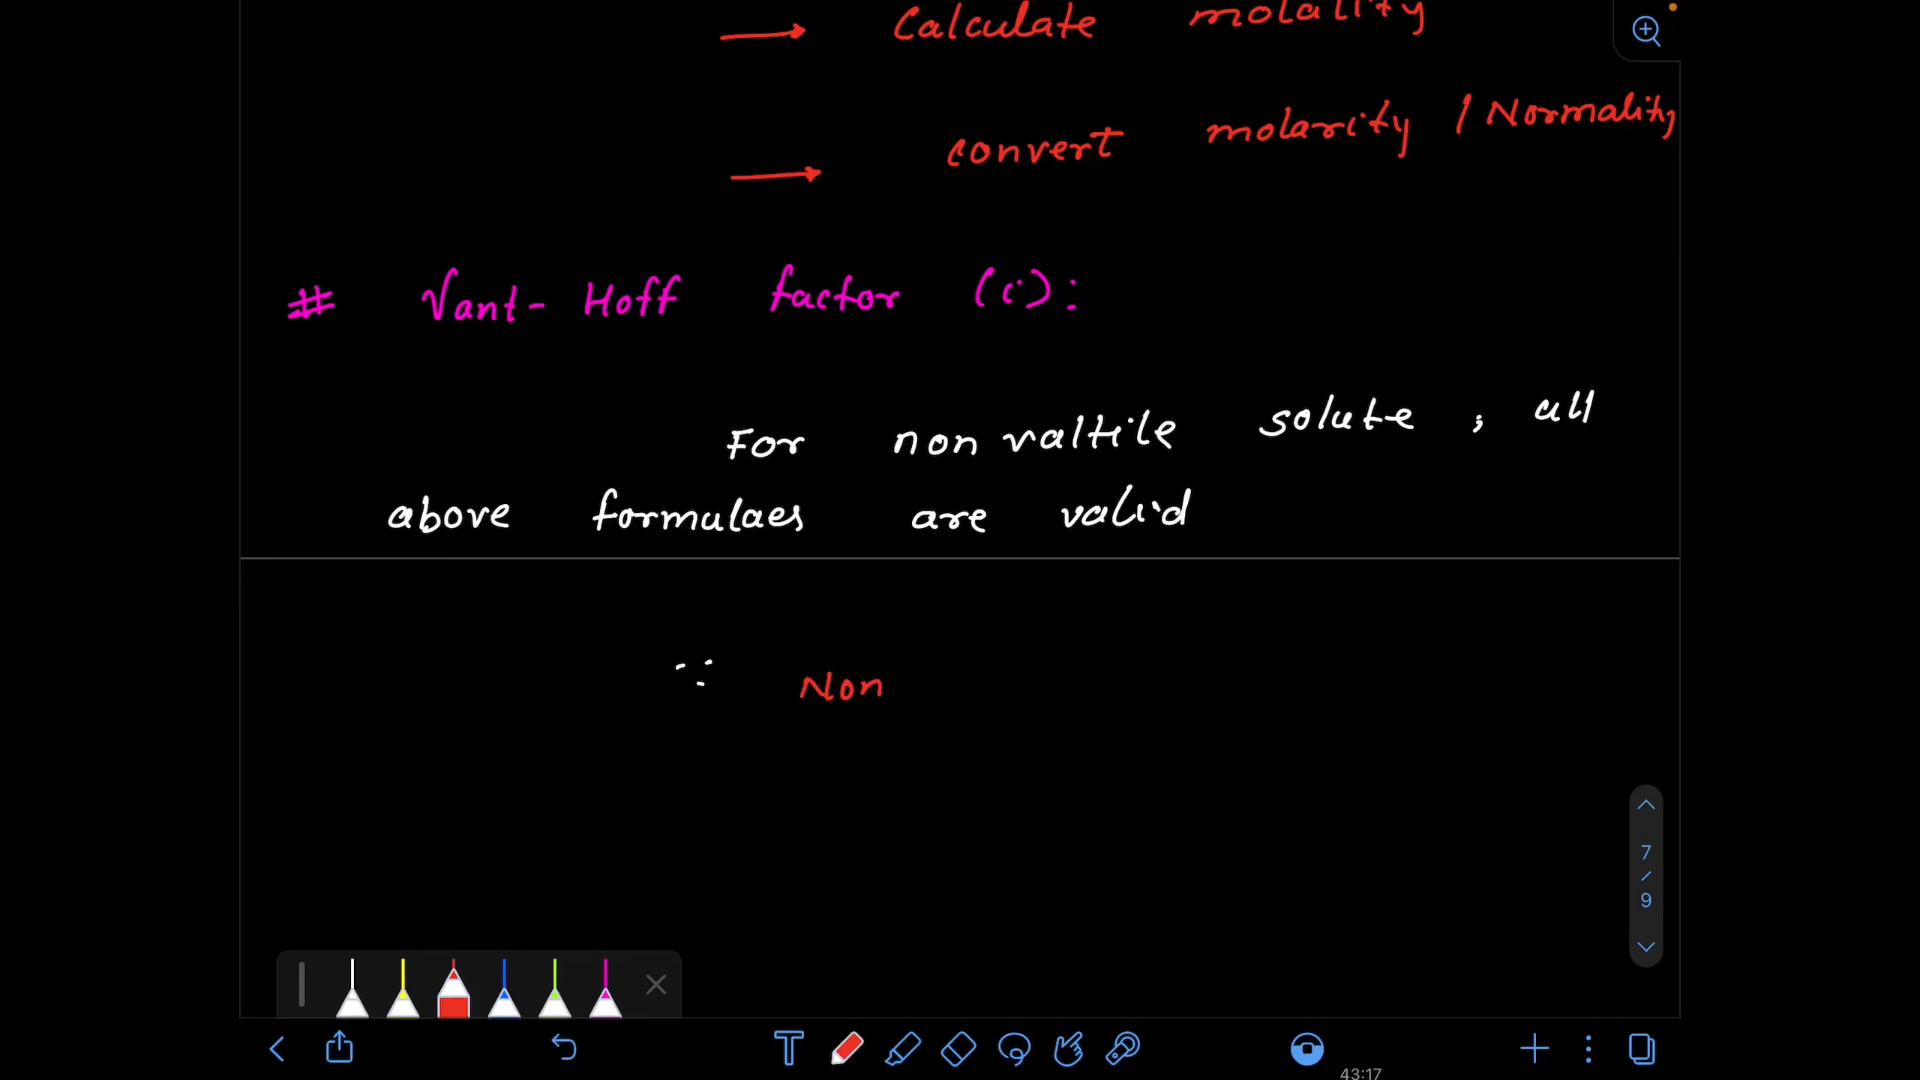 → Calculate molality
→ convert molarity / Normality
# Vant-Hoff factor (i):
For non valtile solute, all
above formulaes are valid
∵ Non
7
/
9
43:17